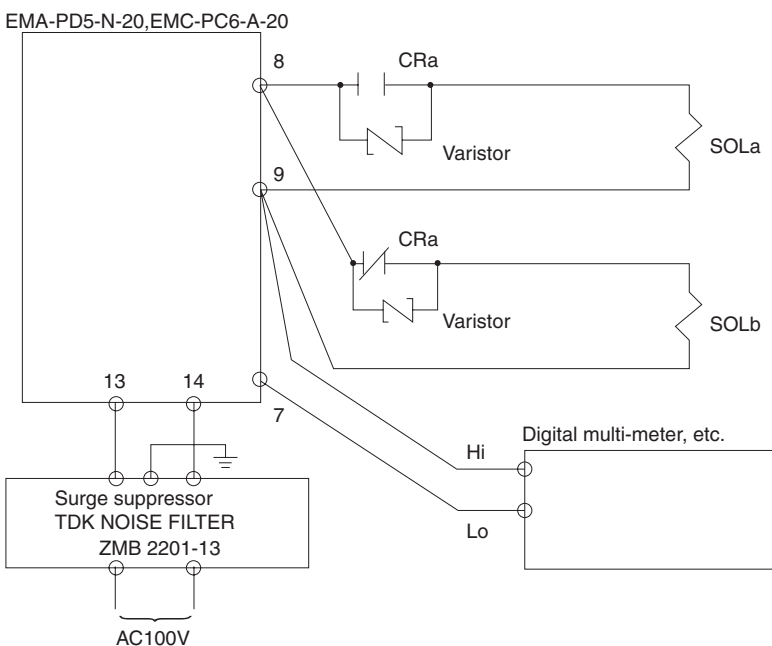 EMA-PD5-N-20,EMC-PC6-A-20
8
CRa
Varistor
SOLa
9
CRa
Varistor
SOLb
13
14
7
Digital multi-meter, etc.
Hi
Lo
Surge suppressor
TDK NOISE FILTER
ZMB 2201-13
AC100V